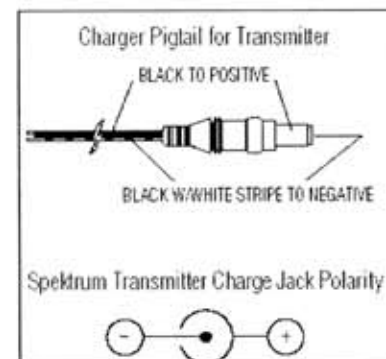 Charger Pigtail for Transmitter
BLACK TO POSITIVE
BLACK W/WHITE STRIPE TO NEGATIVE
Spektrum Transmitter Charge Jack Polarity
− +